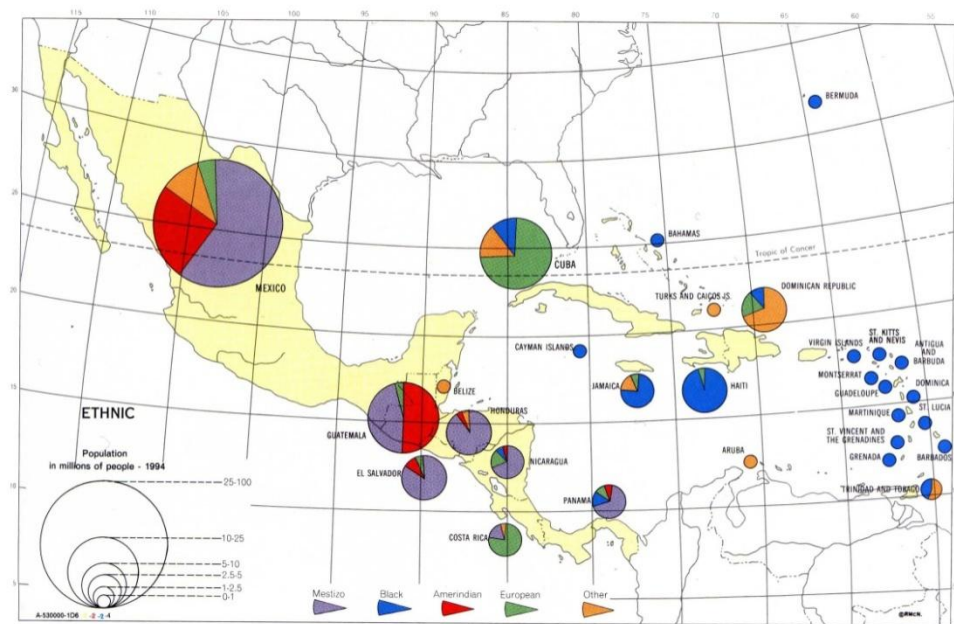 115
110
105
100
95
90
85
80
75
70
65
60
55
50
30
25
20
15
10
5
BERMUDA
BAHAMAS
Tropic of Cancer
CUBA
MEXICO
TURKS AND CAICOS IS.
DOMINICAN REPUBLIC
CAYMAN ISLANDS
VIRGIN ISLANDS
ST. KITTS
AND NEVIS
ANTIGUA
AND
BARBUDA
MONTSERRAT
GUADELOUPE
DOMINICA
JAMAICA
HAITI
BELIZE
MARTINIQUE
ST. LUCIA
ST. VINCENT AND
THE GRENADINES
HONDURAS
GUATEMALA
NICARAGUA
EL SALVADOR
ARUBA
GRENADA
BARBADOS
TRINIDAD AND TOBAGO
PANAMA
COSTA RICA
ETHNIC
Population
in millions of people - 1994
25-100
10-25
5-10
2.5-5
1-2.5
0-1
Mestizo
Black
Amerindian
European
Other